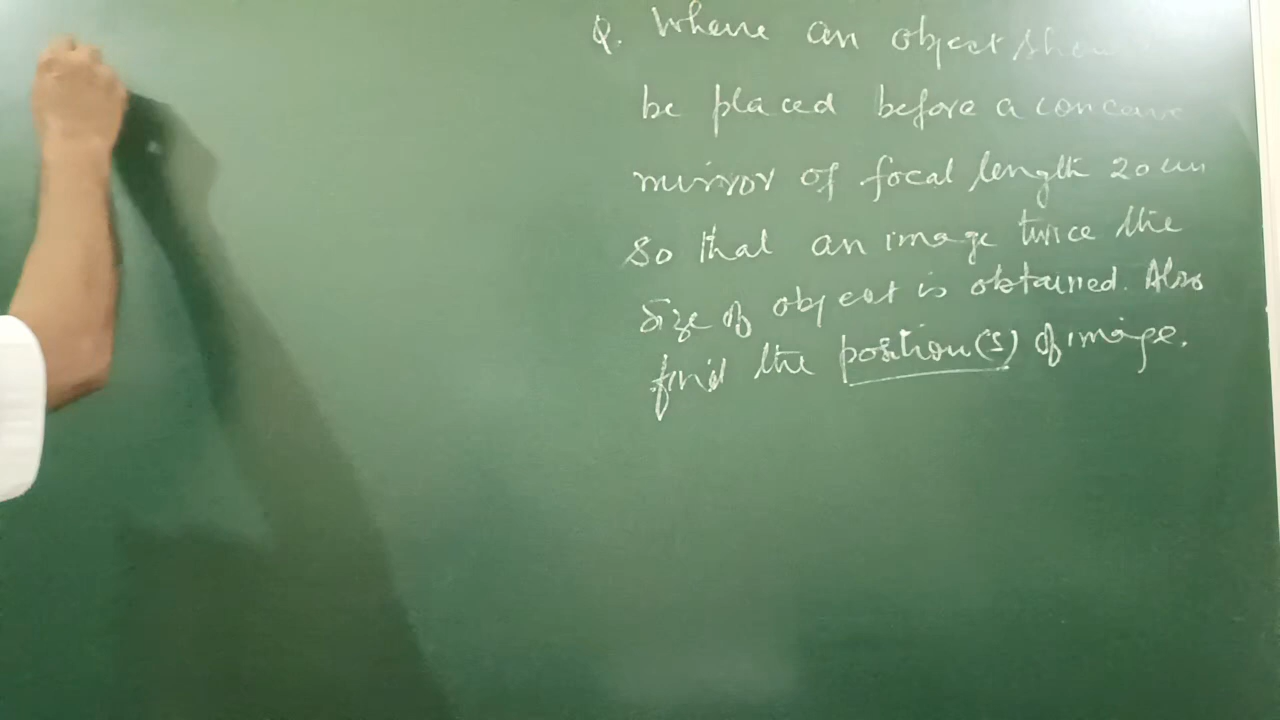 Q. Where an object
be placed before a concave
mirror of focal length 20 cm
so that an image twice the
size of object is obtained. Also
find the position(s) of image.